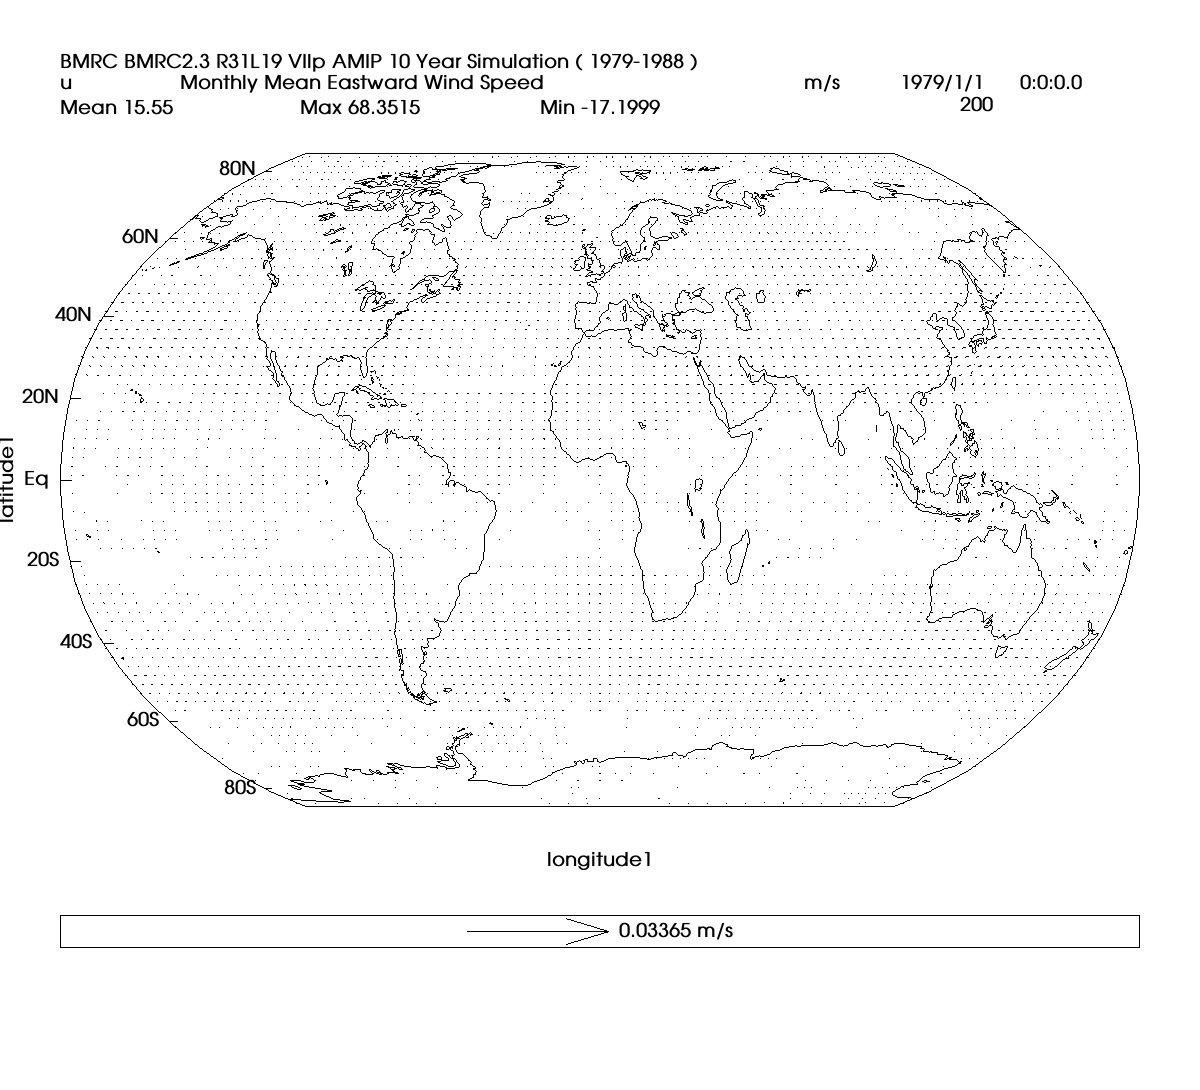 BMRC BMRC2.3 R31L19 VIIp AMIP 10 Year Simulation ( 1979-1988 )
u Monthly Mean Eastward Wind Speed m/s 1979/1/1 0:0:0.0
Mean 15.55 Max 68.3515 Min -17.1999 200
80N
60N
40N
20N
Eq
20S
40S
60S
80S
latitude1
longitude1
0.03365 m/s